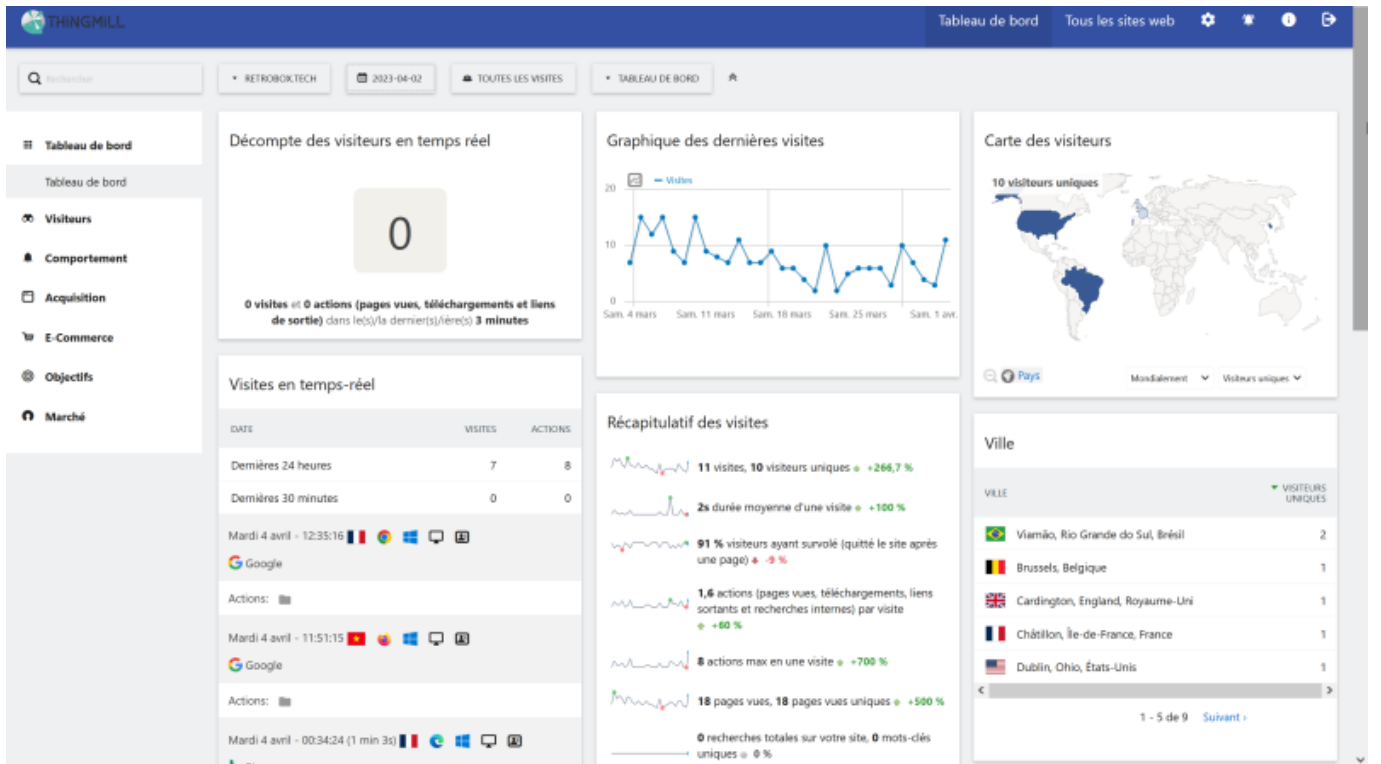 THINGMILL
Tableau de bord
Tous les sites web
Rechercher
RETROBOX.TECH
2023-04-02
TOUTES LES VISITES
TABLEAU DE BORD
Tableau de bord
Tableau de bord
Visiteurs
Comportement
Acquisition
E-Commerce
Objectifs
Marché
Décompte des visiteurs en temps réel
0
0 visites et 0 actions (pages vues, téléchargements et liens
de sortie) dans le(s)/la dernier(s)/ière(s) 3 minutes
Visites en temps-réel
DATE VISITES ACTIONS
Dernières 24 heures 7 8
Dernières 30 minutes 0 0
Mardi 4 avril - 12:35:16
Google
Actions:
Mardi 4 avril - 11:51:15
Google
Actions:
Mardi 4 avril - 00:34:24 (1 min 3s)
Graphique des dernières visites
Visites
20
10
0
Sam. 4 mars Sam. 11 mars Sam. 18 mars Sam. 25 mars Sam. 1 avr.
Récapitulatif des visites
11 visites, 10 visiteurs uniques +266,7 %
2s durée moyenne d'une visite +100 %
91 % visiteurs ayant survolé (quitté le site après
une page) -9 %
1,6 actions (pages vues, téléchargements, liens
sortants et recherches internes) par visite
+60 %
8 actions max en une visite +700 %
18 pages vues, 18 pages vues uniques +500 %
0 recherches totales sur votre site, 0 mots-clés
uniques 0 %
Carte des visiteurs
10 visiteurs uniques
Pays
Mondialement
Visiteurs uniques
Ville
VILLE VISITEURS
UNIQUES
Viamão, Rio Grande do Sul, Brésil 2
Brussels, Belgique 1
Cardington, England, Royaume-Uni 1
Châtillon, Île-de-France, France 1
Dublin, Ohio, États-Unis 1
1 - 5 de 9 Suivant ›